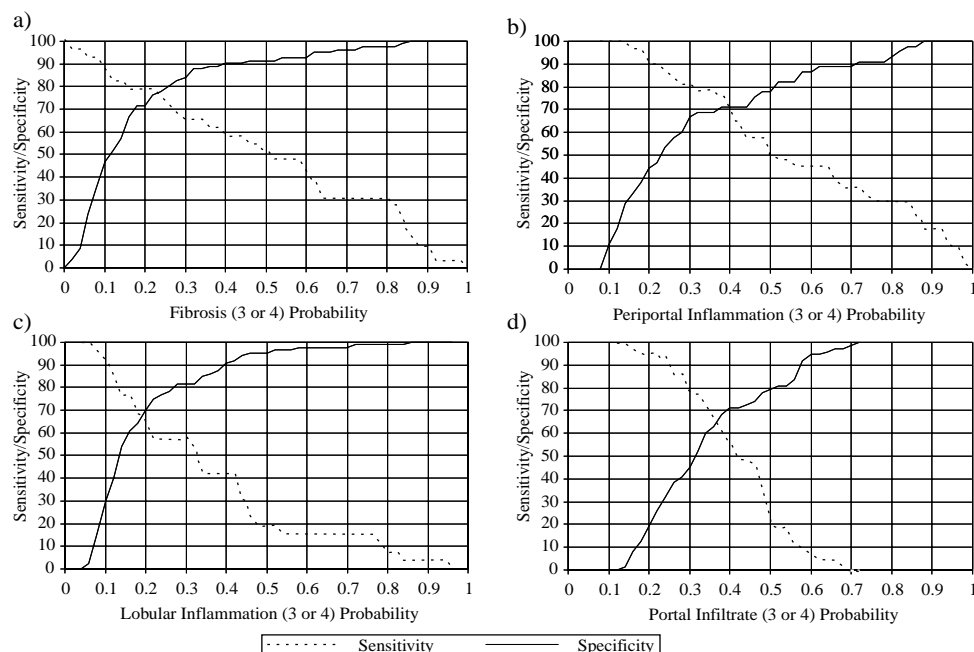 a)
100
90
80
70
60
50
40
30
20
10
0
Sensitivity/Specificity
0 0.1 0.2 0.3 0.4 0.5 0.6 0.7 0.8 0.9 1
Fibrosis (3 or 4) Probability
b)
100
90
80
70
60
50
40
30
20
10
0
Sensitivity/Specificity
0 0.1 0.2 0.3 0.4 0.5 0.6 0.7 0.8 0.9 1
Periportal Inflammation (3 or 4) Probability
c)
100
90
80
70
60
50
40
30
20
10
0
Sensitivity/Specificity
0 0.1 0.2 0.3 0.4 0.5 0.6 0.7 0.8 0.9 1
Lobular Inflammation (3 or 4) Probability
d)
100
90
80
70
60
50
40
30
20
10
0
Sensitivity/Specificity
0 0.1 0.2 0.3 0.4 0.5 0.6 0.7 0.8 0.9 1
Portal Infiltrate (3 or 4) Probability
Sensitivity Specificity